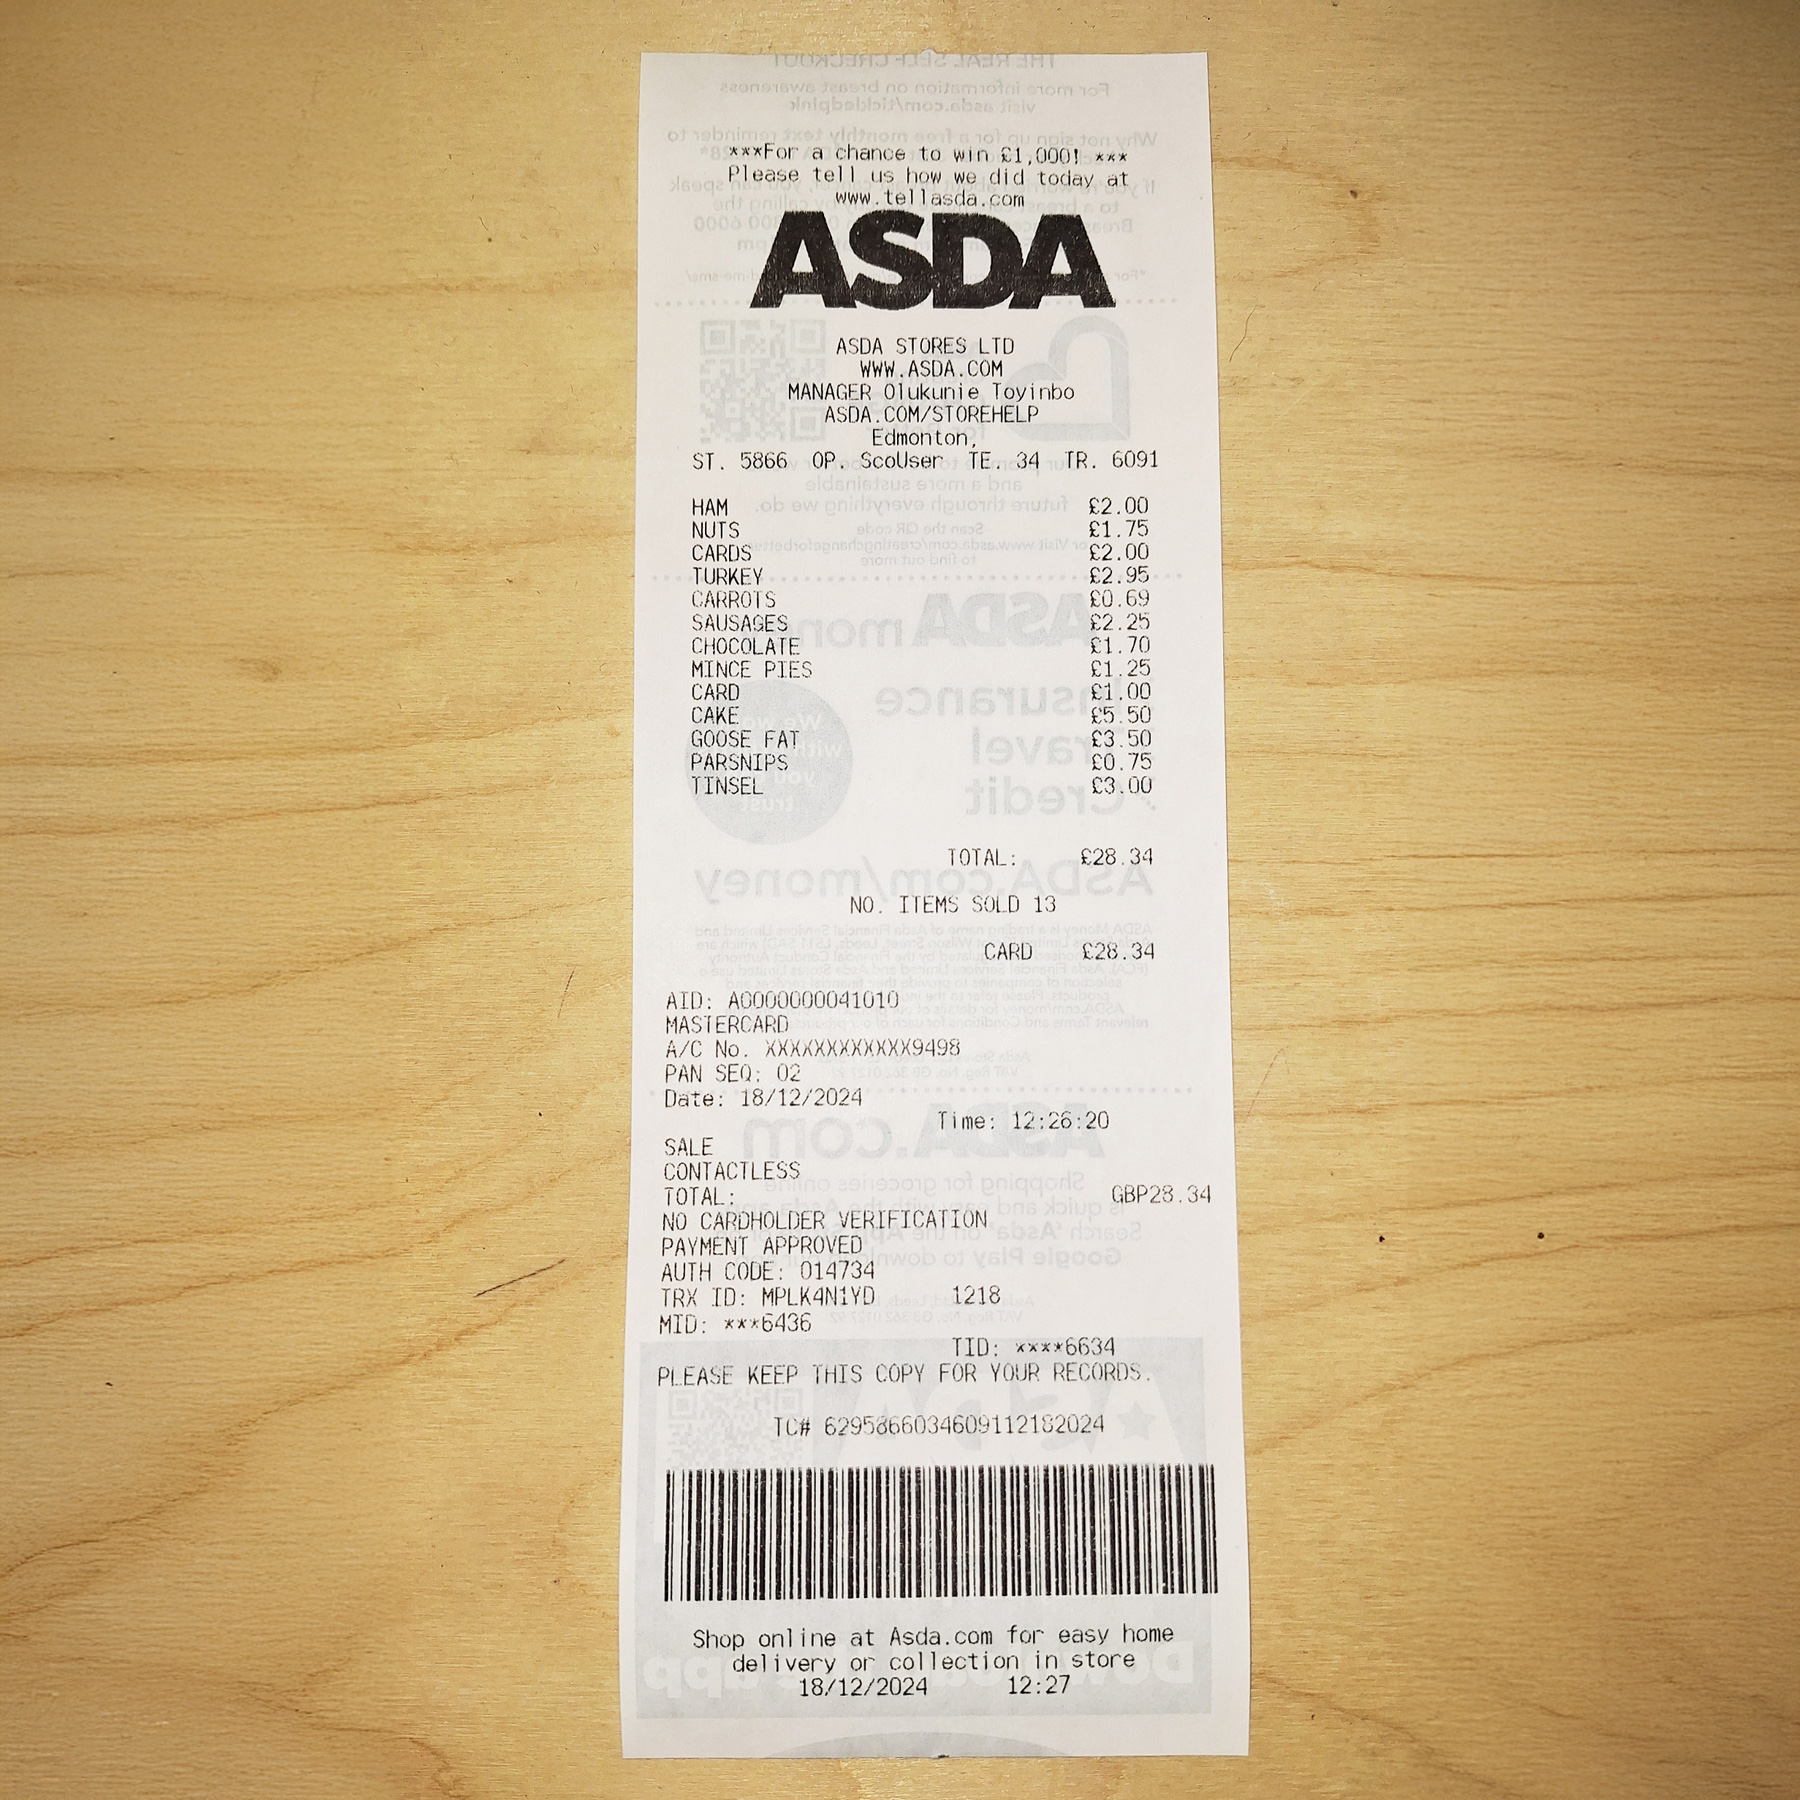 ***For a chance to win £1,000! ***
Please tell us how we did today at
www.tellasda.com
ASDA
ASDA STORES LTD
WWW.ASDA.COM
MANAGER Olukunie Toyinbo
ASDA.COM/STOREHELP
Edmonton,
ST. 5866 OP. ScoUser TE. 34 TR. 6091
HAM £2.00
NUTS £1.75
CARDS £2.00
TURKEY £2.95
CARROTS £0.69
SAUSAGES £2.25
CHOCOLATE £1.70
MINCE PIES £1.25
CARD £1.00
CAKE £5.50
GOOSE FAT £3.50
PARSNIPS £0.75
TINSEL £3.00
TOTAL: £28.34
NO. ITEMS SOLD 13
CARD £28.34
AID: A0000000041010
MASTERCARD
A/C No. XXXXXXXXXXXX9498
PAN SEQ: 02
Date: 18/12/2024
Time: 12:26:20
SALE
CONTACTLESS
TOTAL: GBP28.34
NO CARDHOLDER VERIFICATION
PAYMENT APPROVED
AUTH CODE: 014734
TRX ID: MPLK4N1YD 1218
MID: ***6436
TID: ****6634
PLEASE KEEP THIS COPY FOR YOUR RECORDS.
TC# 6295866034609112182024
Shop online at Asda.com for easy home
delivery or collection in store
18/12/2024 12:27